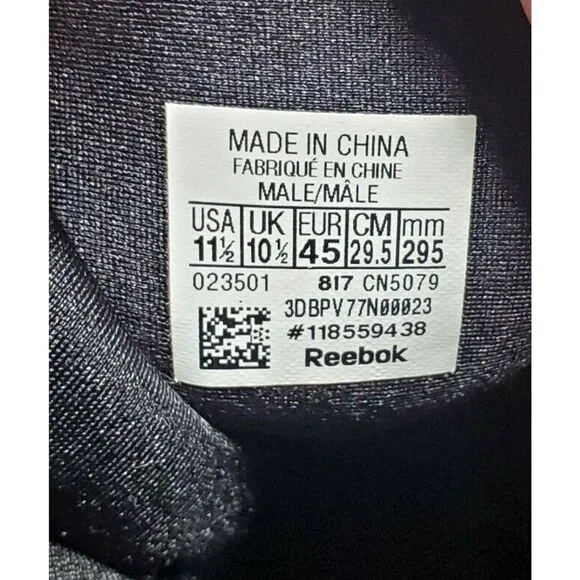 MADE IN CHINA
FABRIQUÉ EN CHINE
MALE/MÂLE
USA UK EUR CM mm
11½ 10½ 45 29.5 295
023501 817 CN5079
3DBPV77N00023
#118559438
Reebok